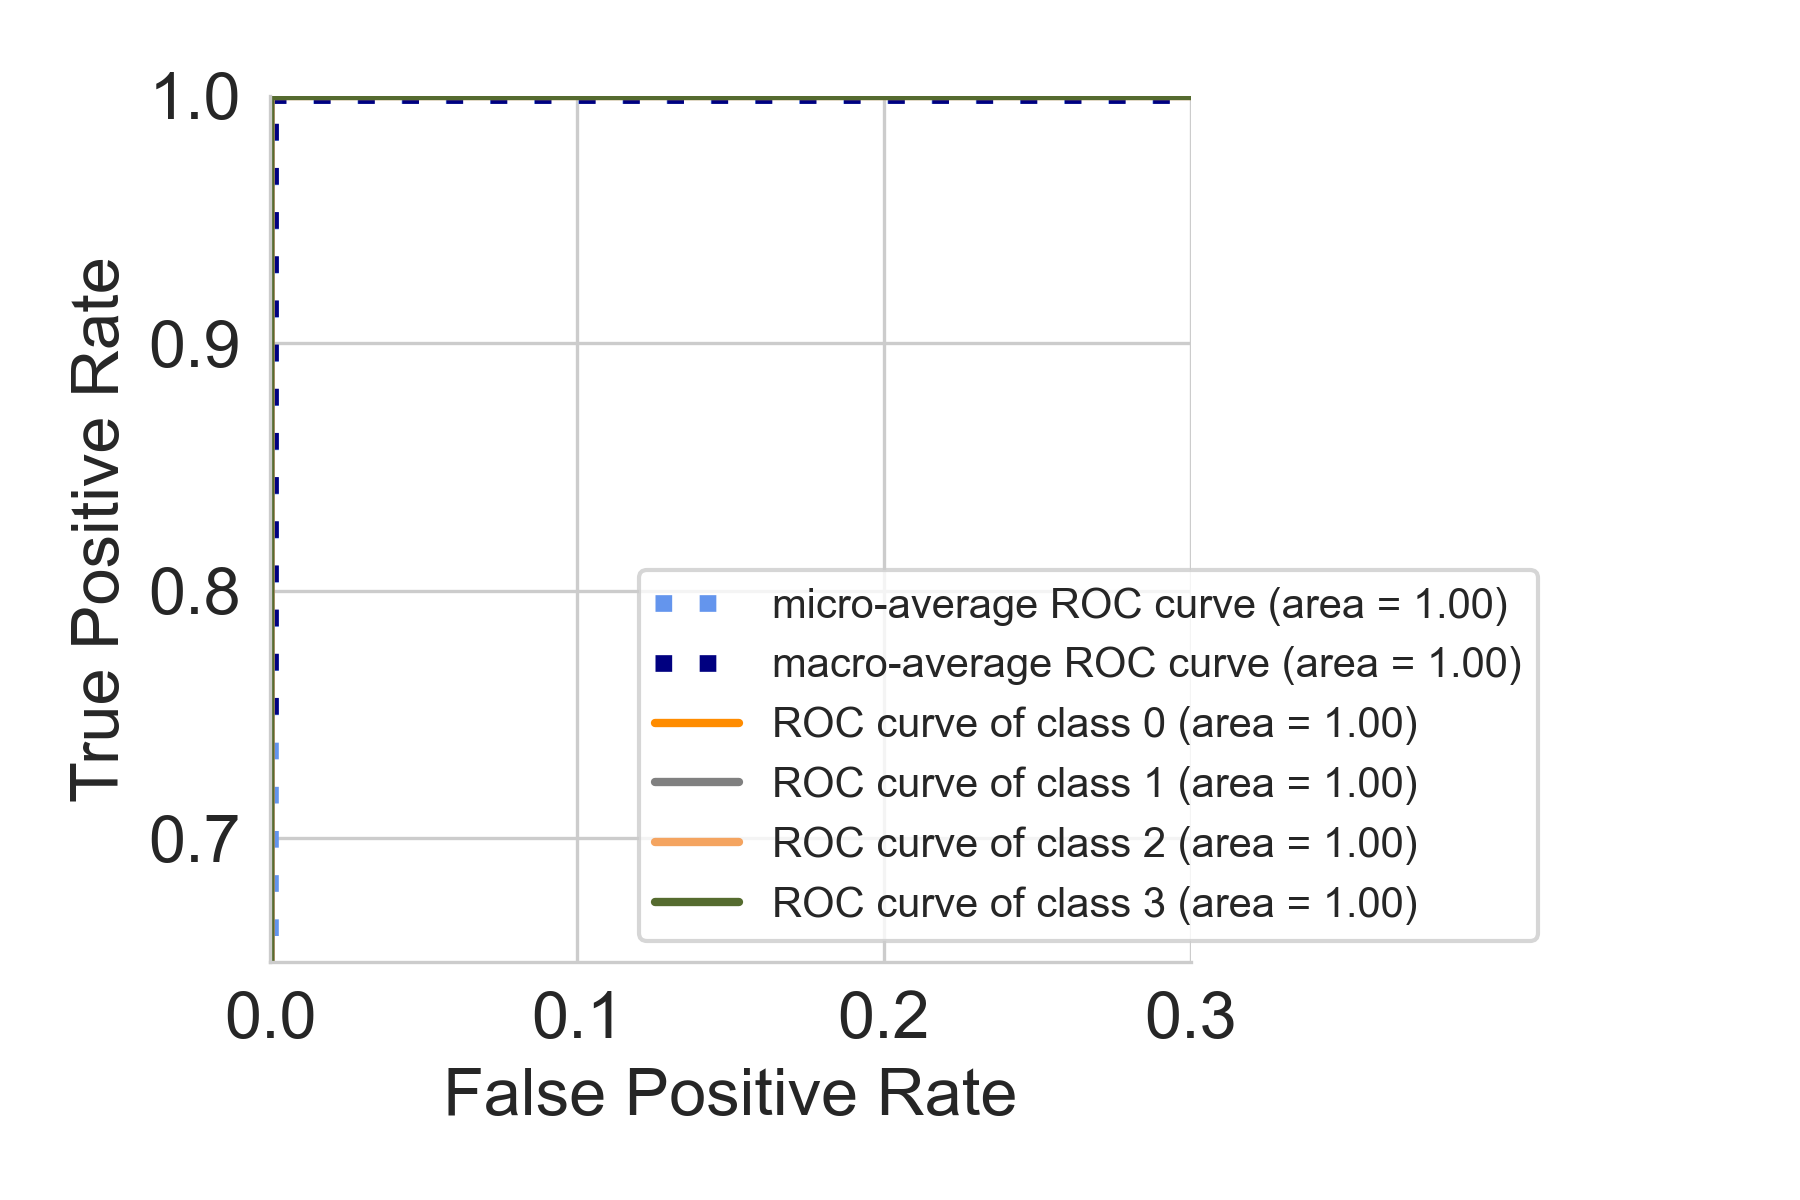 1.0
0.9
0.8
0.7
True Positive Rate
micro-average ROC curve (area = 1.00)
macro-average ROC curve (area = 1.00)
ROC curve of class 0 (area = 1.00)
ROC curve of class 1 (area = 1.00)
ROC curve of class 2 (area = 1.00)
ROC curve of class 3 (area = 1.00)
0.0 0.1 0.2 0.3
False Positive Rate